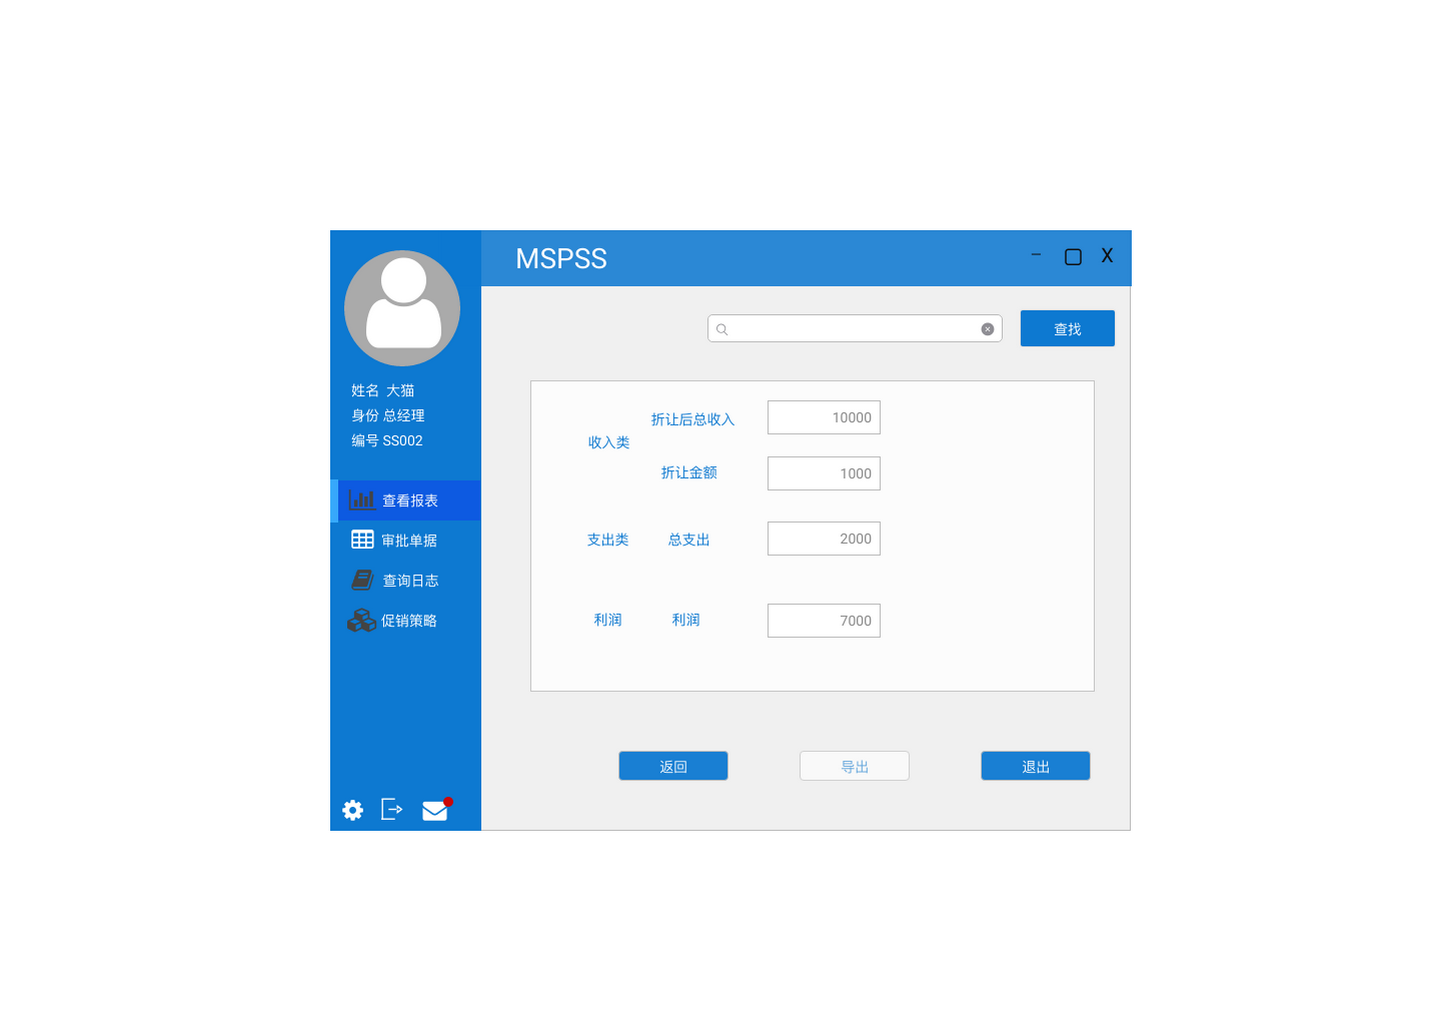 MSPSS
X
姓名 大猫
身份 总经理
编号 SS002
查看报表
审批单据
查询日志
促销策略
查找
收入类
折让后总收入 10000
折让金额 1000
支出类 总支出 2000
利润 利润 7000
返回 导出 退出